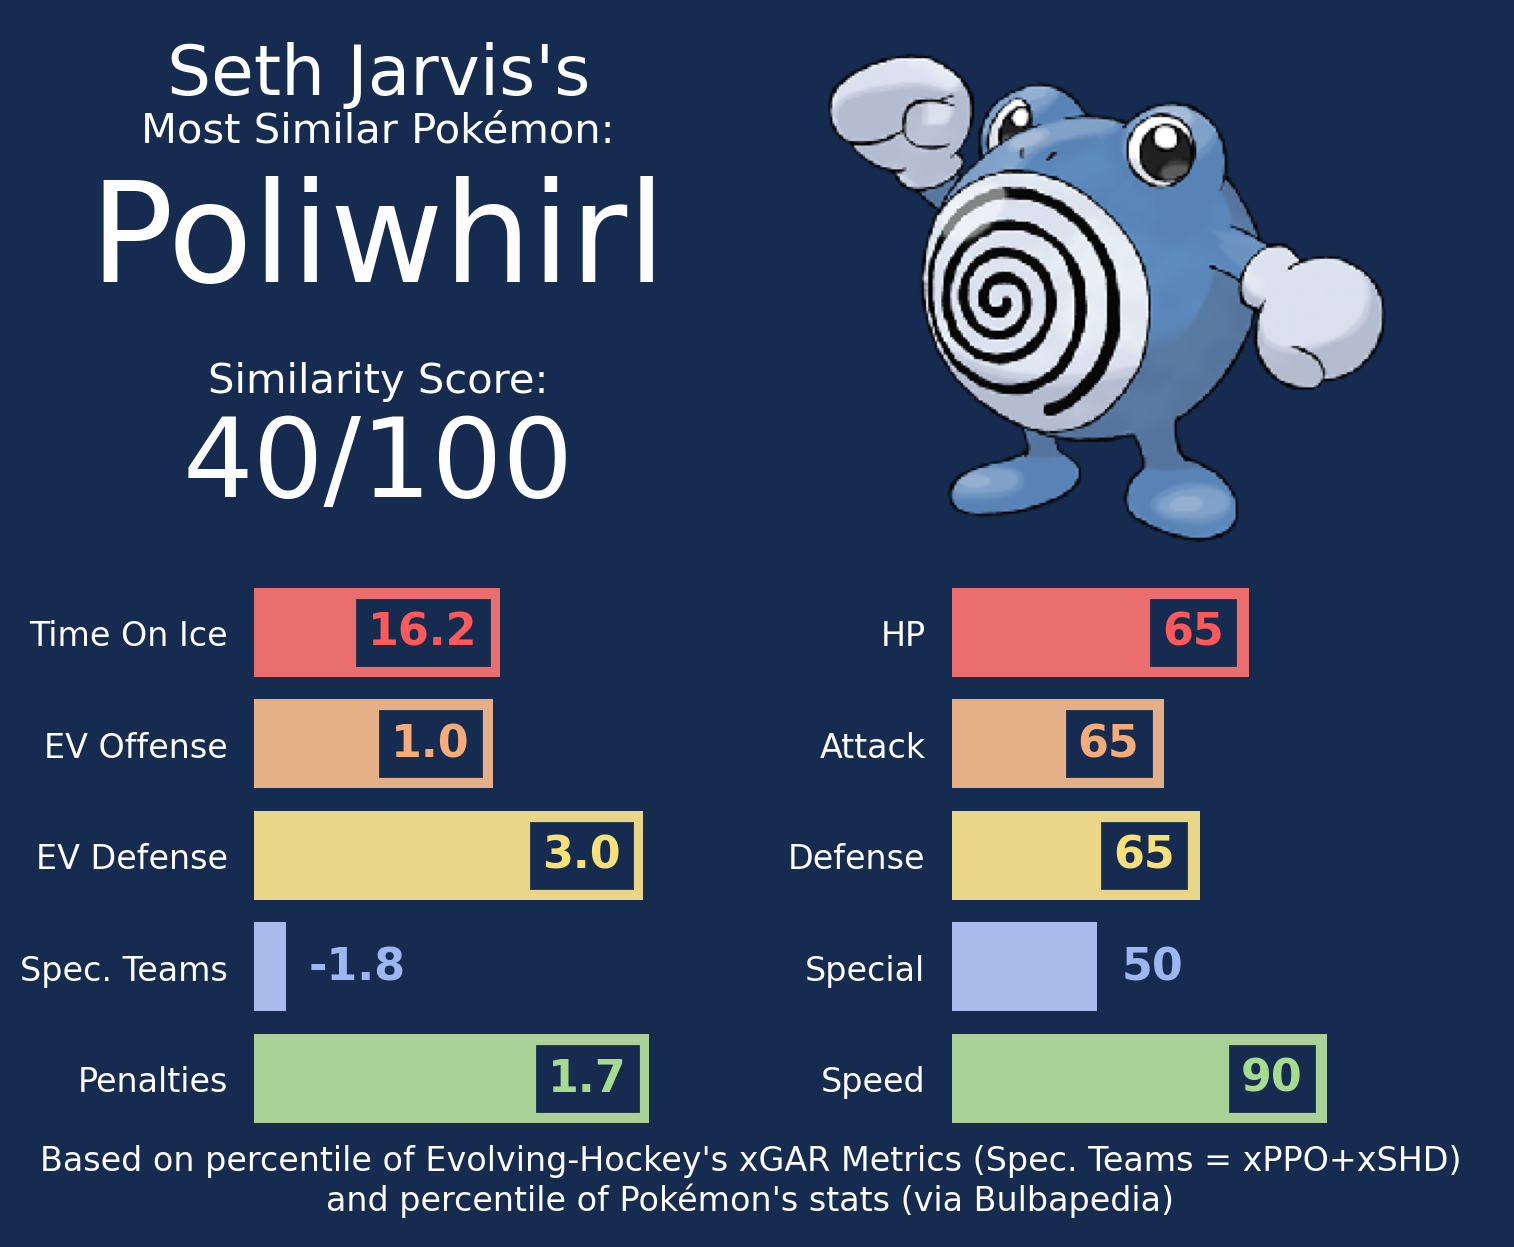 Seth Jarvis's
Most Similar Pokémon:
Poliwhirl
Similarity Score:
40/100
Time On Ice 16.2
EV Offense 1.0
EV Defense 3.0
Spec. Teams -1.8
Penalties 1.7
HP 65
Attack 65
Defense 65
Special 50
Speed 90
Based on percentile of Evolving-Hockey's xGAR Metrics (Spec. Teams = xPPO+xSHD)
and percentile of Pokémon's stats (via Bulbapedia)